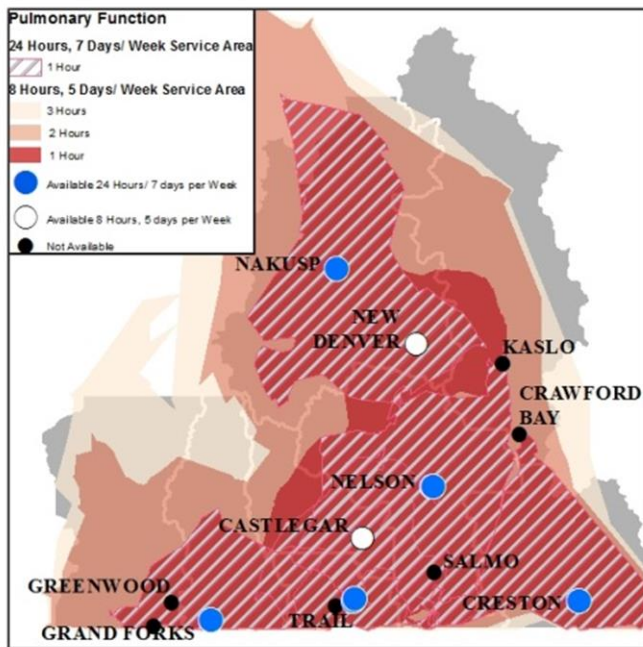 Pulmonary Function
24 Hours, 7 Days/ Week Service Area
1 Hour
8 Hours, 5 Days/ Week Service Area
3 Hours
2 Hours
1 Hour
Available 24 Hours/ 7 days per Week
Available 8 Hours, 5 days per Week
Not Available
NAKUSP
NEW
DENVER
KASLO
CRAWFORD
BAY
NELSON
CASTLEGAR
SALMO
GREENWOOD
TRAIL
CRESTON
GRAND FORKS